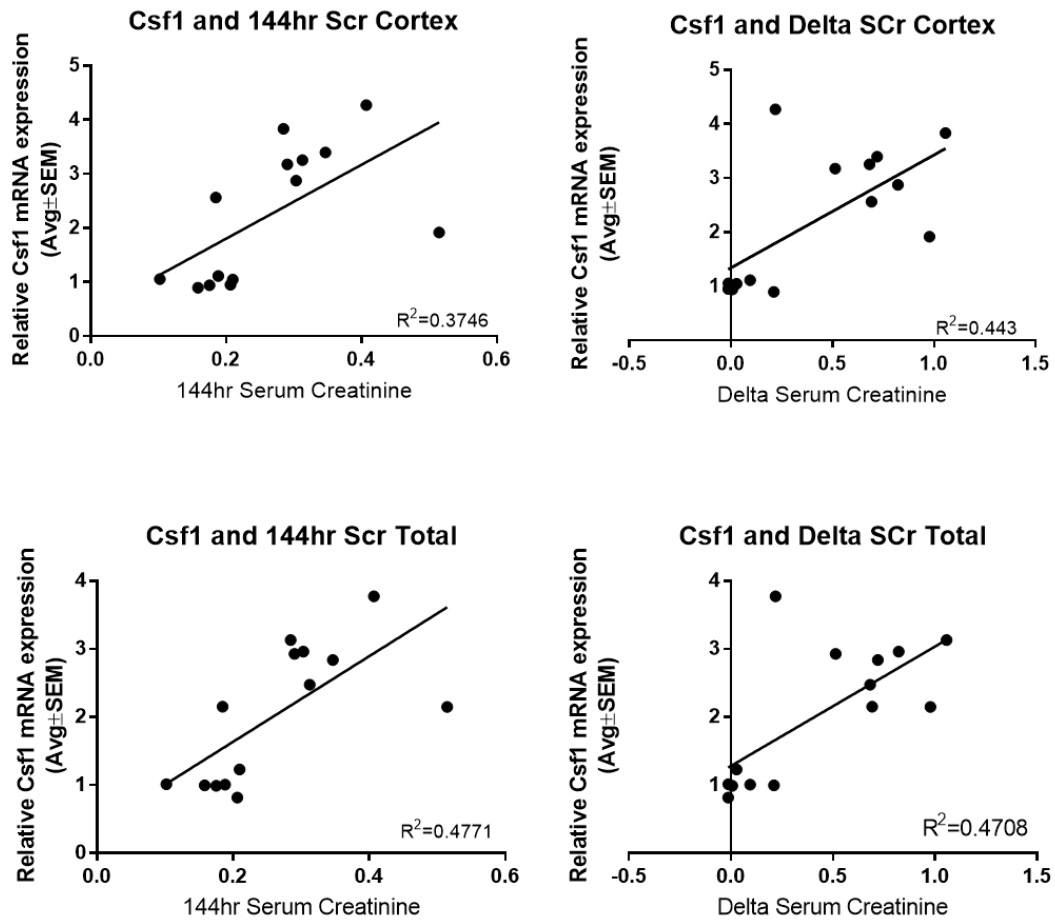 Csf1 and 144hr Scr Cortex
Relative Csf1 mRNA expression
(Avg±SEM)
5
4
3
2
1
0
0.0 0.2 0.4 0.6
R²=0.3746
144hr Serum Creatinine
Csf1 and Delta SCr Cortex
Relative Csf1 mRNA expression
(Avg±SEM)
5
4
3
2
1
-0.5 0.0 0.5 1.0 1.5
R²=0.443
Delta Serum Creatinine
Csf1 and 144hr Scr Total
Relative Csf1 mRNA expression
(Avg±SEM)
4
3
2
1
0
0.0 0.2 0.4 0.6
R²=0.4771
144hr Serum Creatinine
Csf1 and Delta SCr Total
Relative Csf1 mRNA expression
(Avg±SEM)
4
3
2
1
-0.5 0.0 0.5 1.0 1.5
R²=0.4708
Delta Serum Creatinine